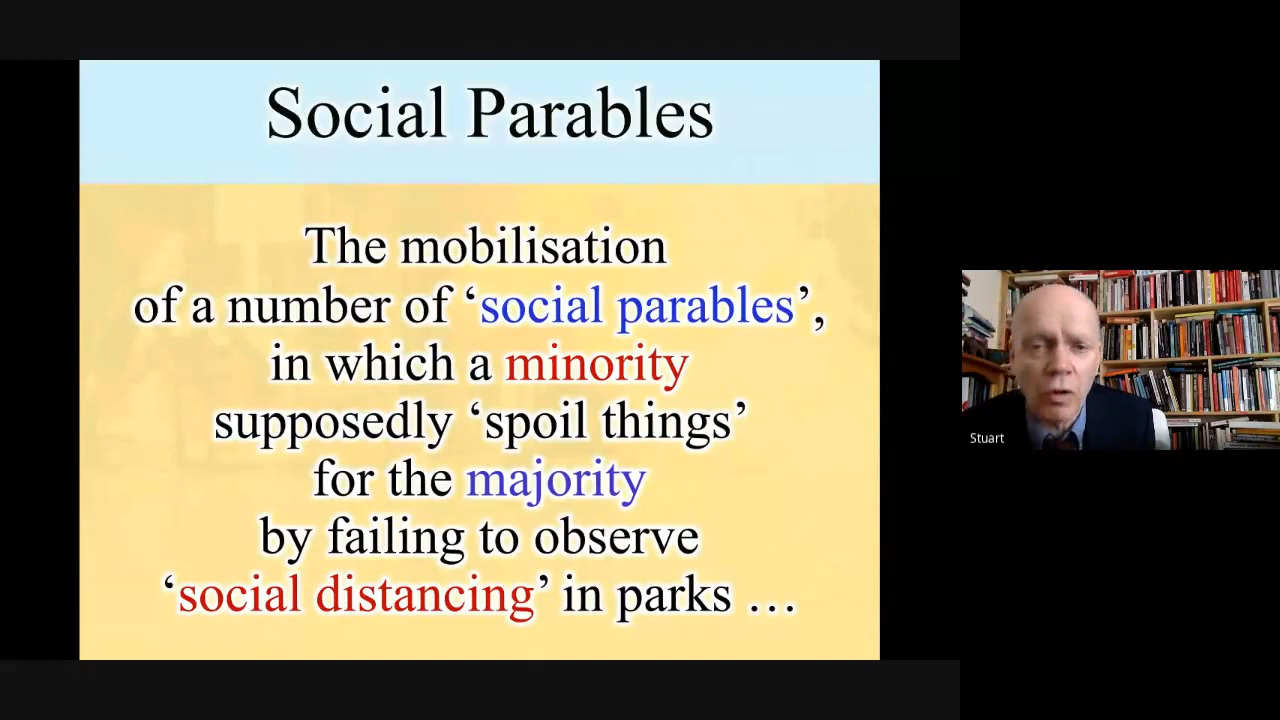 Social Parables
The mobilisation
of a number of ‘social parables’,
in which a minority
supposedly ‘spoil things’
for the majority
by failing to observe
‘social distancing’ in parks …
Stuart